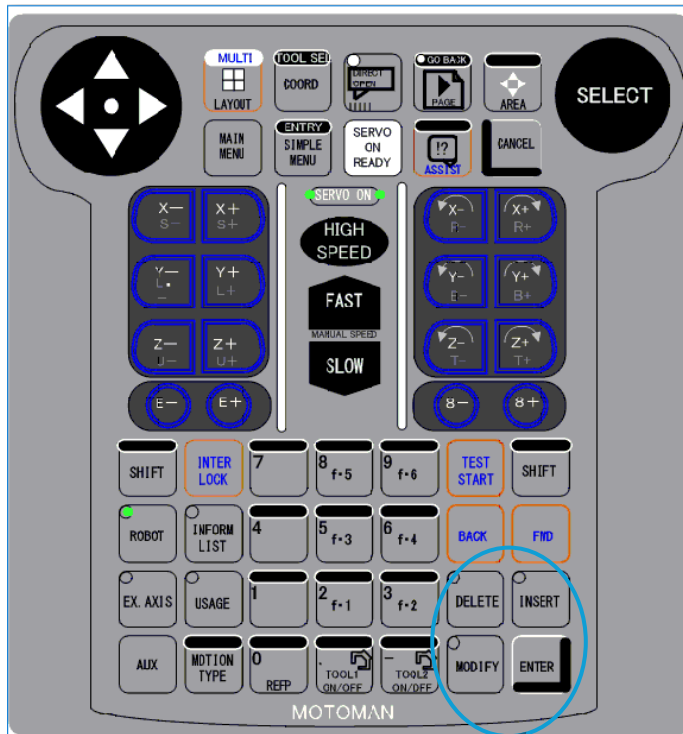 MULTI
LAYOUT
TOOL SEL
COORD
DIRECT
OPEN
GO BACK
PAGE
AREA
SELECT
MAIN
MENU
ENTRY
SIMPLE
MENU
SERVO
ON
READY
!?
ASSIST
CANCEL
SERVO ON
X− X+
S− S+
HIGH
SPEED
X- X+
R- R+
Y− Y+
L− L+
FAST
Y- Y+
B- B+
MANUAL SPEED
Z− Z+
U− U+
SLOW
Z- Z+
T- T+
E− E+
8− 8+
SHIFT
INTER
LOCK
7
8
f·5
9
f·6
TEST
START
SHIFT
ROBOT
INFORM
LIST
4
5
f·3
6
f·4
BACK
FWD
EX. AXIS
USAGE
1
2
f·1
3
f·2
DELETE
INSERT
AUX
MOTION
TYPE
0
REFP
.
TOOL1
ON/OFF
−
TOOL2
ON/OFF
MODIFY
ENTER
MOTOMAN